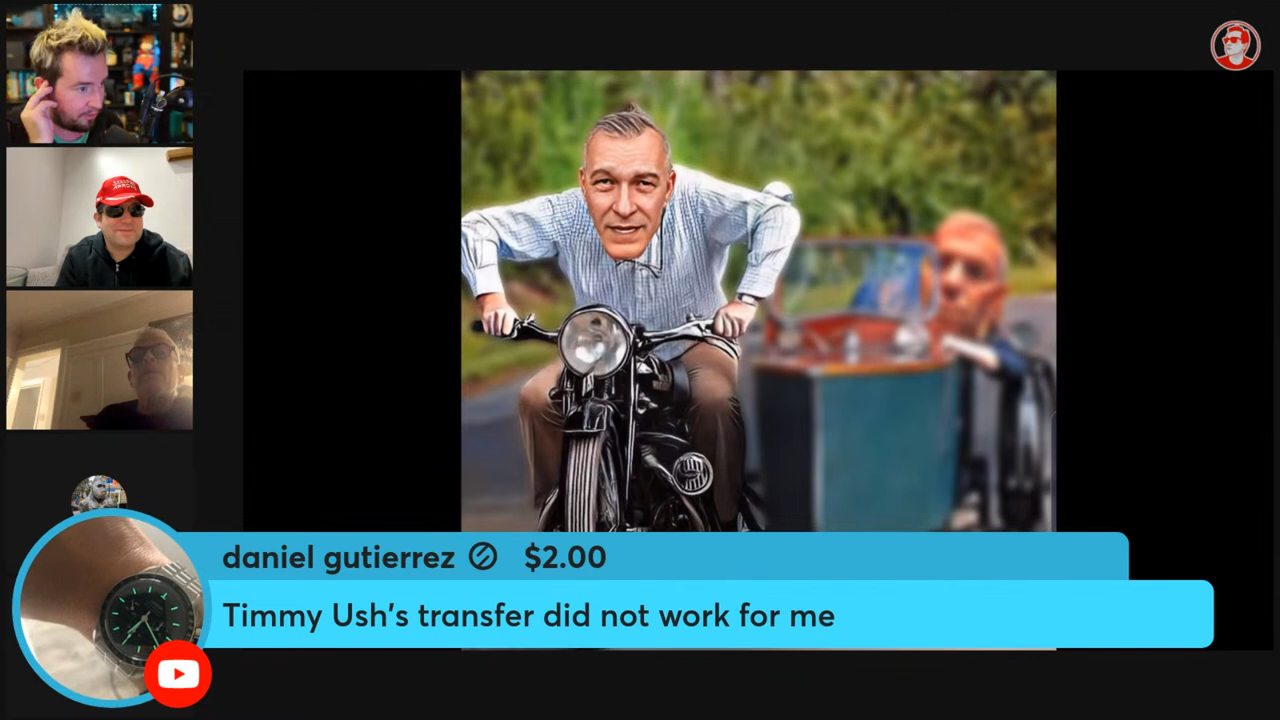 daniel gutierrez $2.00
Timmy Ush's transfer did not work for me